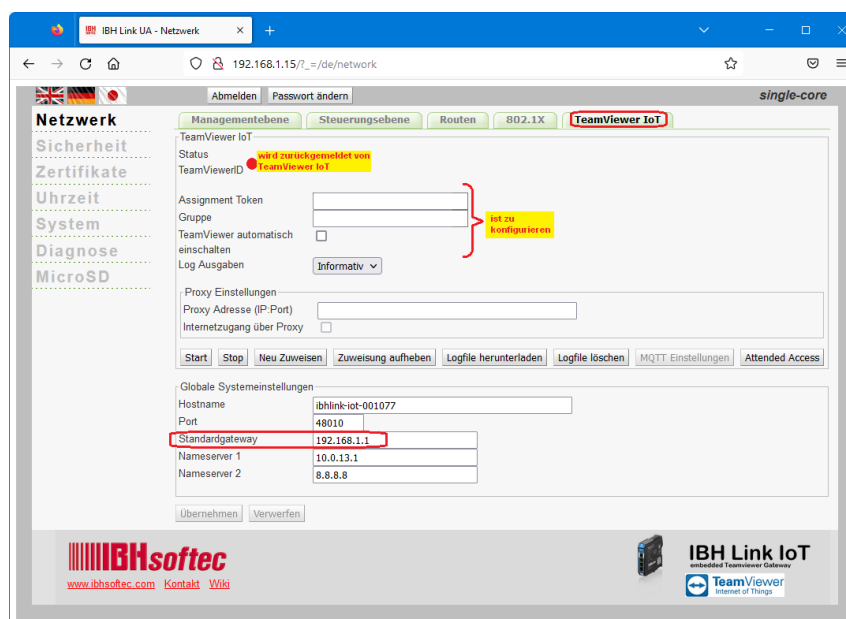 IBH Link UA - Netzwerk
192.168.1.15/?_=/de/network
Abmelden Passwort ändern single-core
Netzwerk
Sicherheit
Zertifikate
Uhrzeit
System
Diagnose
MicroSD
Managementebene Steuerungsebene Routen 802.1X TeamViewer IoT
TeamViewer IoT
Status
TeamViewerID
wird zurückgemeldet von
TeamViewer IoT
Assignment Token
Gruppe
TeamViewer automatisch
einschalten
ist zu
konfigurieren
Log Ausgaben Informativ
Proxy Einstellungen
Proxy Adresse (IP:Port)
Internetzugang über Proxy
Start Stop Neu Zuweisen Zuweisung aufheben Logfile herunterladen Logfile löschen MQTT Einstellungen Attended Access
Globale Systemeinstellungen
Hostname ibhlink-iot-001077
Port 48010
Standardgateway 192.168.1.1
Nameserver 1 10.0.13.1
Nameserver 2 8.8.8.8
Übernehmen Verwerfen
IBHsoftec
www.ibhsoftec.com Kontakt Wiki
IBH Link IoT
embedded Teamviewer Gateway
TeamViewer
Internet of Things